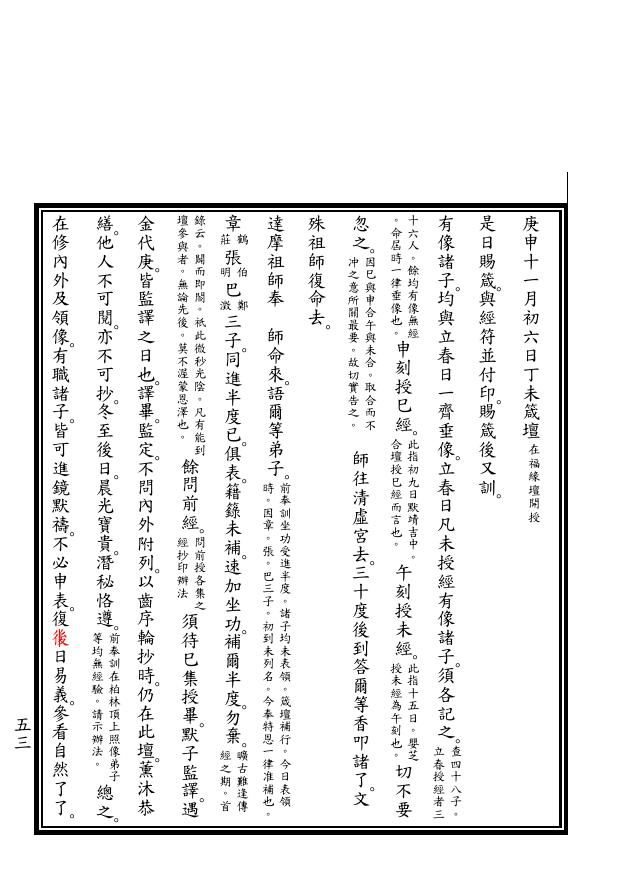 庚申十一月初六日丁未箴壇在福緣壇開授
是日賜箴。與經符並付印。賜箴後又訓。
有像諸子。均與立春日一齊垂像。立春日凡未授經有像諸子。須各記之。查四十八子。立春授經者三
十六人。餘均有像無經。命屆時一律垂像也。申刻授巳經。此指初九日默靖吉中。合壇授巳經而言也。午刻授未經。此指十五日。嬰芝授未經為午刻也。切不要
忽之。因巳與申合午與未合。取合而不冲之意所關最要。故切實告之。 師往清虛宮去。三十度後到答爾等香叩諸了。文
殊祖師復命去。
達摩祖師奉 師命來。語爾等弟子。前奉訓坐功受進半度。諸子均未表領。箴壇補行。今日表領時。因章。張。巴三子。初到未列名。今奉特恩一律准補也。
章鶴莊張伯明巴鄭澂三子。同進半度已。俱表。籍錄未補。速加坐功。補爾半度。勿棄。曠古難逢傳經之期。首
錄云。闢而即闔。祇此微秒光陰。凡有能到壇參與者。無論先後。莫不渥蒙恩澤也。餘問前經。問前授各集之經抄印辦法須待巳集授畢。默子監譯。遇
金代庚。皆監譯之日也。譯畢。監定。不問內外附列。以齒序輪抄時。仍在此壇。薰沐恭
繕。他人不可閱。亦不可抄。冬至後日。晨光寶貴。潛秘恪遵。前奉訓在柏林頂上照像弟子等均無經驗。請示辦法。總之。
在修內外及領像。有職諸子。皆可進鏡默禱。不必申表。復後日易義。參看自然了了。
五三